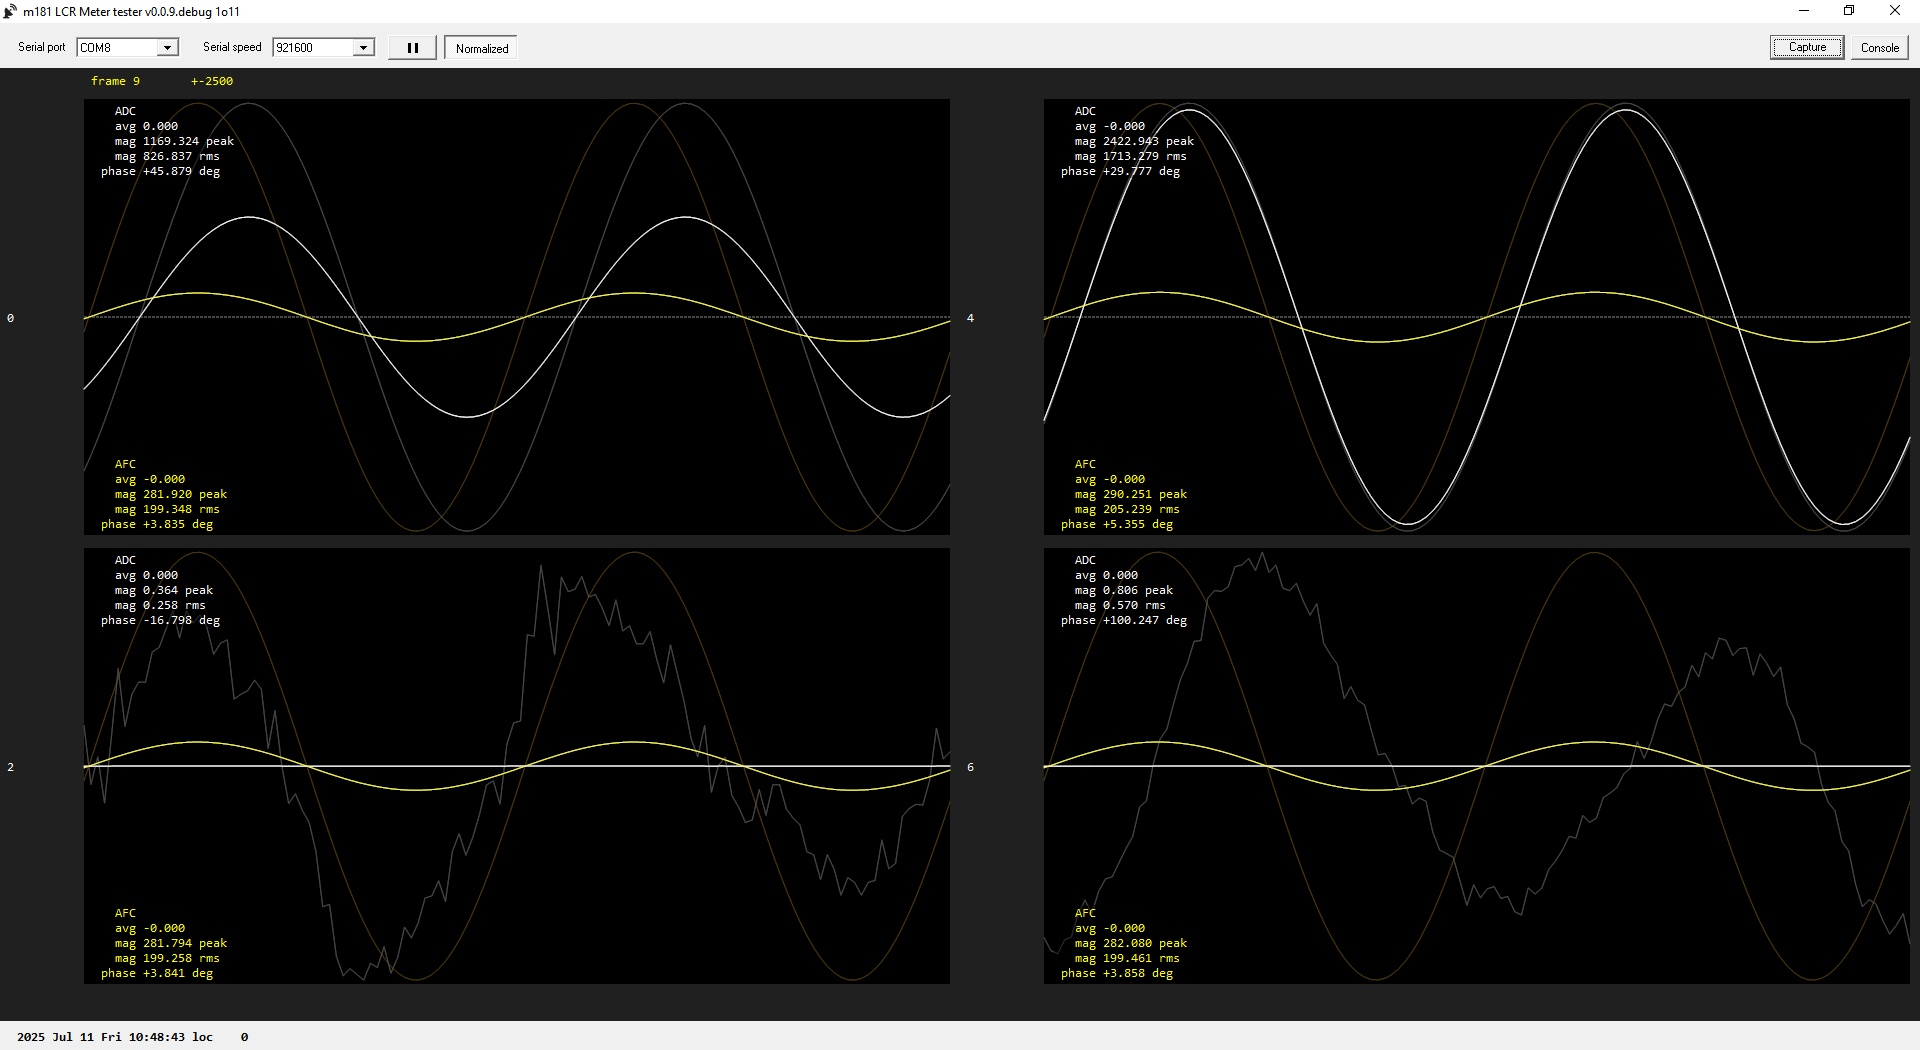 m181 LCR Meter tester v0.0.9.debug 1o11
Serial port COM8 Serial speed 921600 Normalized Capture Console
frame 9 +-2500
0
ADC
avg 0.000
mag 1169.324 peak
mag 826.837 rms
phase +45.879 deg
AFC
avg -0.000
mag 281.920 peak
mag 199.348 rms
phase +3.835 deg
4
ADC
avg -0.000
mag 2422.943 peak
mag 1713.279 rms
phase +29.777 deg
AFC
avg -0.000
mag 290.251 peak
mag 205.239 rms
phase +5.355 deg
2
ADC
avg 0.000
mag 0.364 peak
mag 0.258 rms
phase -16.798 deg
AFC
avg -0.000
mag 281.794 peak
mag 199.258 rms
phase +3.841 deg
6
ADC
avg 0.000
mag 0.806 peak
mag 0.570 rms
phase +100.247 deg
AFC
avg -0.000
mag 282.080 peak
mag 199.461 rms
phase +3.858 deg
2025 Jul 11 Fri 10:48:43 loc 0